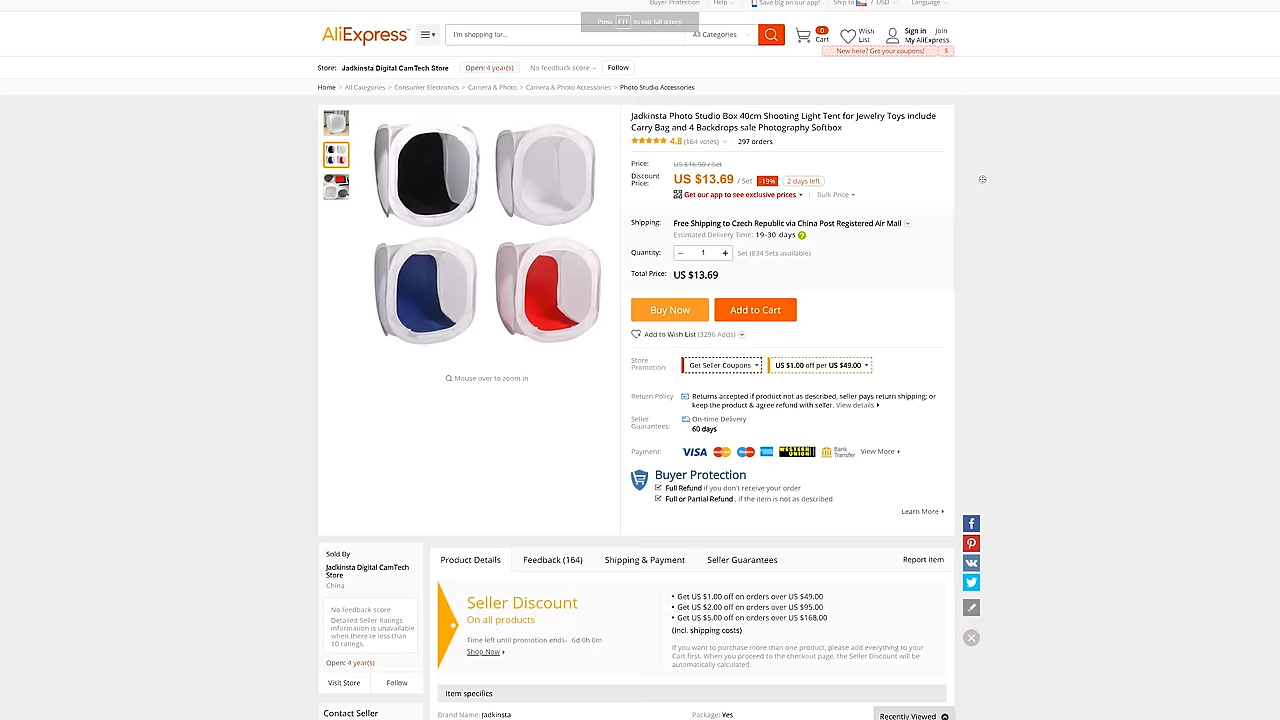 Buyer Protection
Help
Save big on our app!
Ship to / USD
Language
Press F11 to exit full screen
AliExpress
I'm shopping for...
All Categories
0
Cart
Wish
List
Sign in Join
My AliExpress
New here? Get your coupons! $
Store: Jadkinsta Digital CamTech Store
Open: 4 year(s)
No feedback score
Follow
Home > All Categories > Consumer Electronics > Camera & Photo > Camera & Photo Accessories > Photo Studio Accessories
Jadkinsta Photo Studio Box 40cm Shooting Light Tent for Jewelry Toys include
Carry Bag and 4 Backdrops sale Photography Softbox
4.8 (164 votes) 297 orders
Price: US $16.90 / Set
Discount
Price:
US $13.69 / Set -19% 2 days left
Get our app to see exclusive prices | Bulk Price
Shipping: Free Shipping to Czech Republic via China Post Registered Air Mail
Estimated Delivery Time: 19-30 days ?
Quantity: – 1 + Set (834 Sets available)
Total Price: US $13.69
Buy Now
Add to Cart
Add to Wish List (3296 Adds)
Mouse over to zoom in
Store
Promotion:
Get Seller Coupons
US $1.00 off per US $49.00
Return Policy Returns accepted if product not as described, seller pays return shipping; or
keep the product & agree refund with seller. View details
Seller
Guarantees:
On-time Delivery
60 days
Payment: VISA WESTERN UNION Bank Transfer View More
Buyer Protection
Full Refund if you don't receive your order
Full or Partial Refund , if the item is not as described
Learn More
Sold By
Jadkinsta Digital CamTech
Store
China
No feedback score
Detailed Seller Ratings
information is unavailable
when there're less than
10 ratings.
Open: 4 year(s)
Visit Store
Follow
Contact Seller
Product Details
Feedback (164)
Shipping & Payment
Seller Guarantees
Report item
Seller Discount
On all products
Time left until promotion ends: 6d 0h 0m
Shop Now
• Get US $1.00 off on orders over US $49.00
• Get US $2.00 off on orders over US $95.00
• Get US $5.00 off on orders over US $168.00
(incl. shipping costs)
If you want to purchase more than one product, please add everything to your
Cart first. When you proceed to the checkout page, the Seller Discount will be
automatically calculated.
Item specifics
Brand Name: Jadkinsta
Package: Yes
Recently Viewed